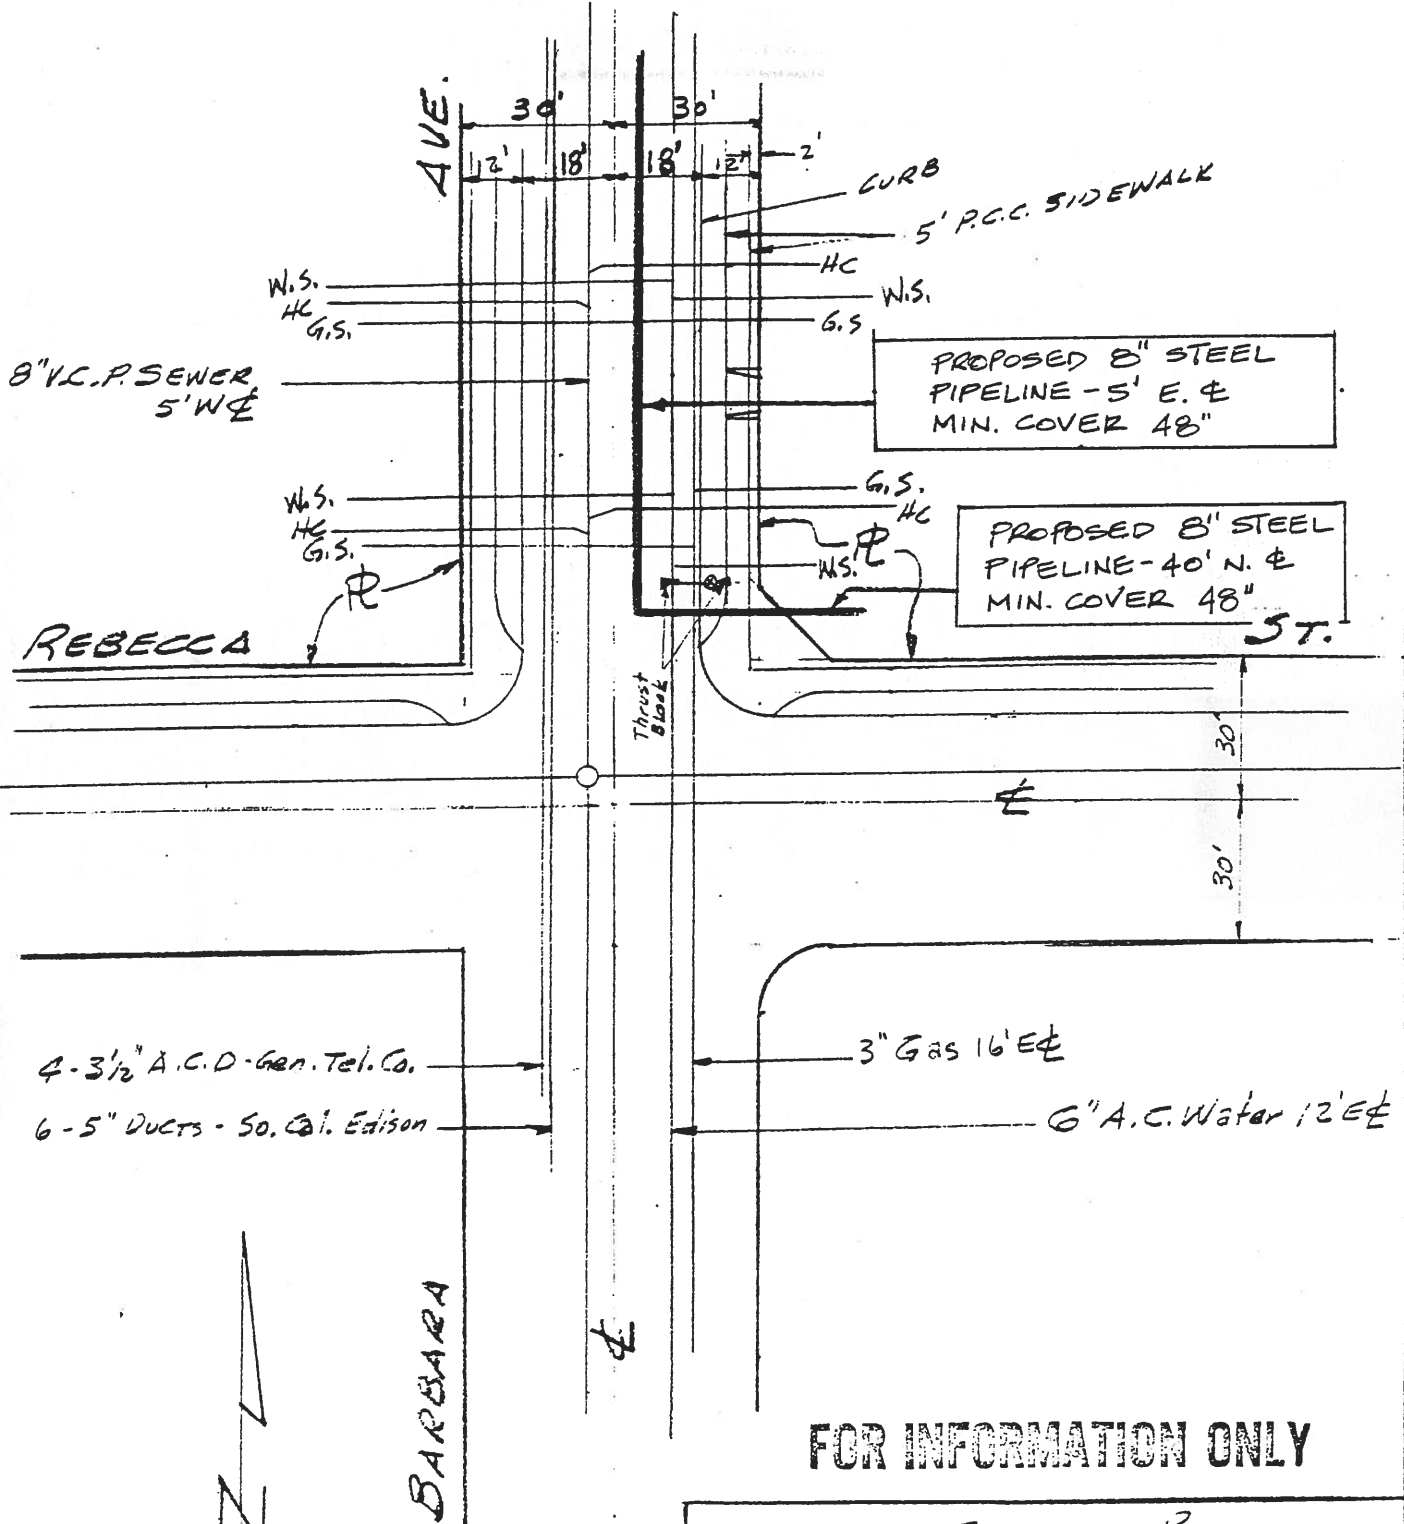 AVE.
30'
30'
12'
18'
18'
12'
2'
CURB
5' P.C.C. SIDEWALK
HC
W.S.
HC
G.S.
W.S.
G.S
8" V.C.P. SEWER
5' W ℄
PROPOSED 8" STEEL
PIPELINE - 5' E. ℄
MIN. COVER 48"
W.S.
HC
G.S.
G.S.
HC
PROPOSED 8" STEEL
PIPELINE - 40' N. ℄
MIN. COVER 48"
W.S.
PL
PL
REBECCA
ST.
Thrust
Block
30'
℄
30'
4-3½" A.C.D - Gen. Tel. Co.
3" Gas 16' E ℄
6-5" DUCTS - So. Cal. Edison
6" A.C. Water 12' E ℄
℄
BARBARA
N
FOR INFORMATION ONLY